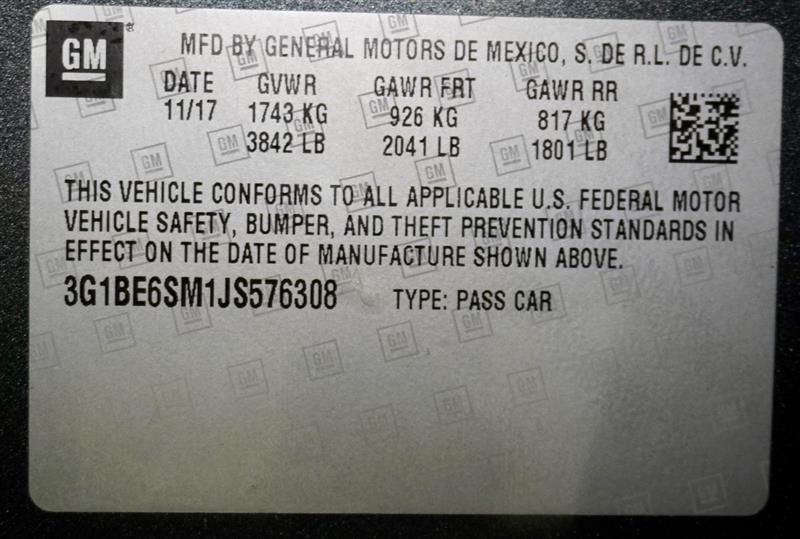 GM MFD BY GENERAL MOTORS DE MEXICO, S. DE R.L. DE C.V.
DATE GVWR GAWR FRT GAWR RR
11/17 1743 KG 926 KG 817 KG
3842 LB 2041 LB 1801 LB
THIS VEHICLE CONFORMS TO ALL APPLICABLE U.S. FEDERAL MOTOR
VEHICLE SAFETY, BUMPER, AND THEFT PREVENTION STANDARDS IN
EFFECT ON THE DATE OF MANUFACTURE SHOWN ABOVE.
3G1BE6SM1JS576308 TYPE: PASS CAR